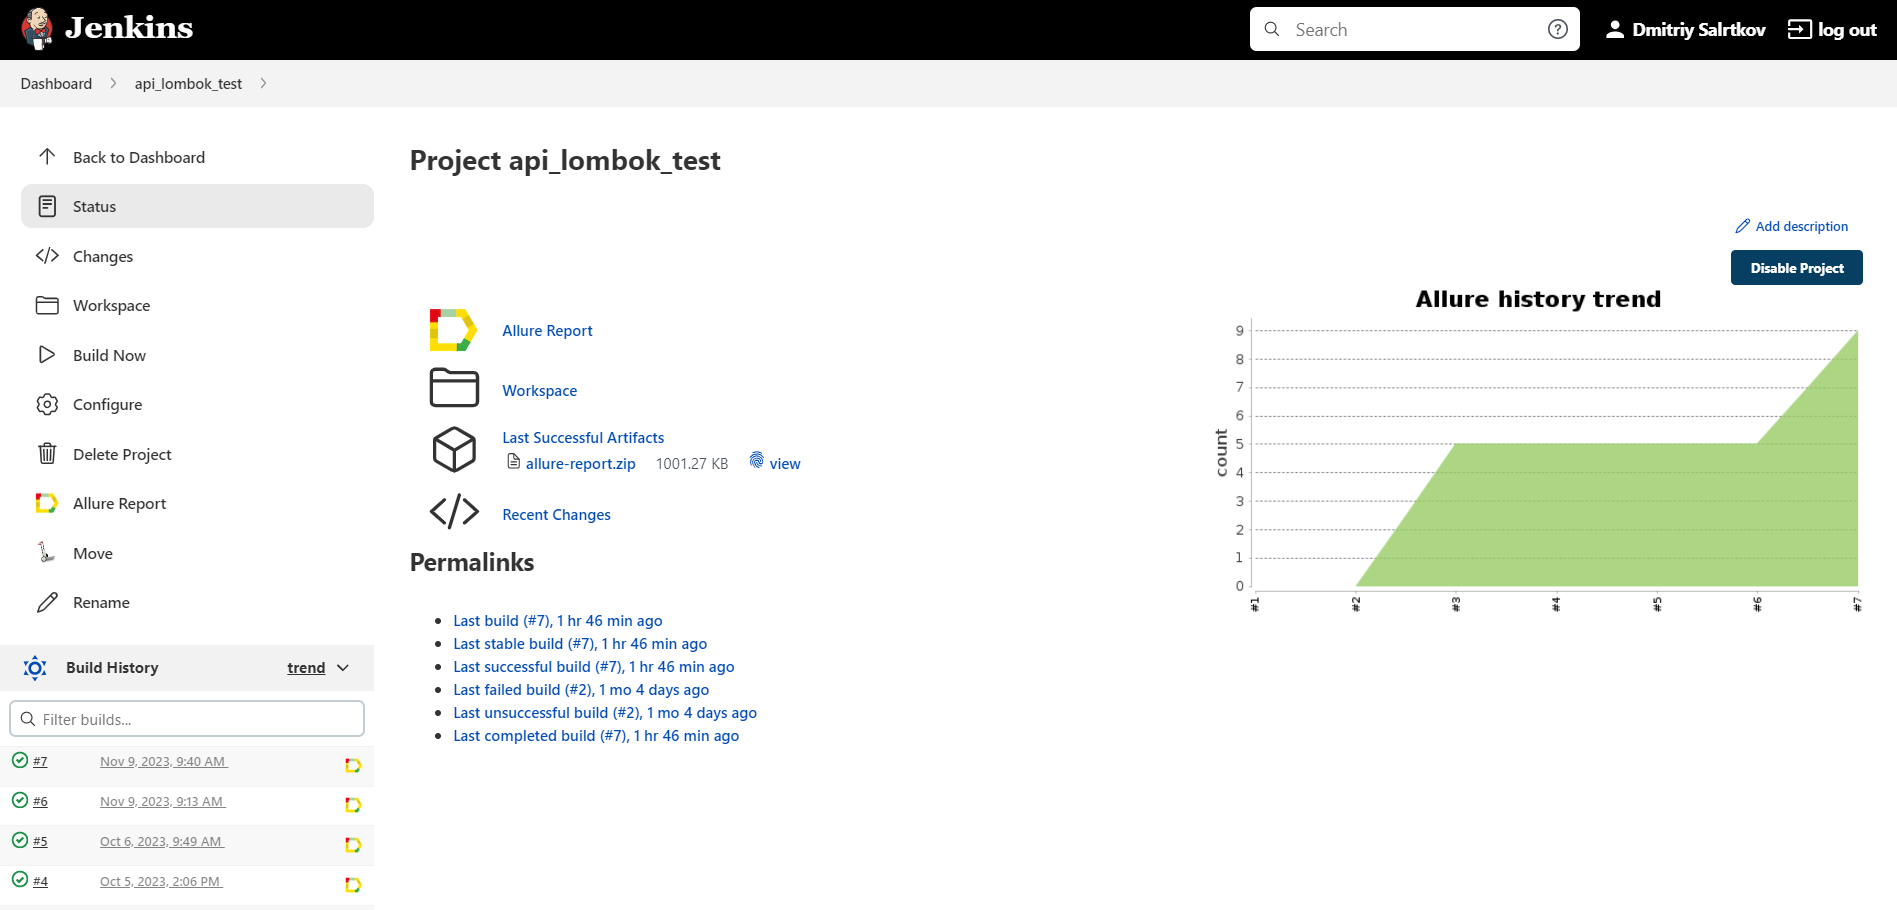 Jenkins
Search
Dmitriy Salrtkov
log out
Dashboard
api_lombok_test
Back to Dashboard
Status
Changes
Workspace
Build Now
Configure
Delete Project
Allure Report
Move
Rename
Build History
trend
Filter builds...
#7 Nov 9, 2023, 9:40 AM
#6 Nov 9, 2023, 9:13 AM
#5 Oct 6, 2023, 9:49 AM
#4 Oct 5, 2023, 2:06 PM
Project api_lombok_test
Add description
Disable Project
Allure Report
Workspace
Last Successful Artifacts
allure-report.zip 1001.27 KB view
Recent Changes
Permalinks
Last build (#7), 1 hr 46 min ago
Last stable build (#7), 1 hr 46 min ago
Last successful build (#7), 1 hr 46 min ago
Last failed build (#2), 1 mo 4 days ago
Last unsuccessful build (#2), 1 mo 4 days ago
Last completed build (#7), 1 hr 46 min ago
Allure history trend
count
9
8
7
6
5
4
3
2
1
0
#1 #2 #3 #4 #5 #6 #7